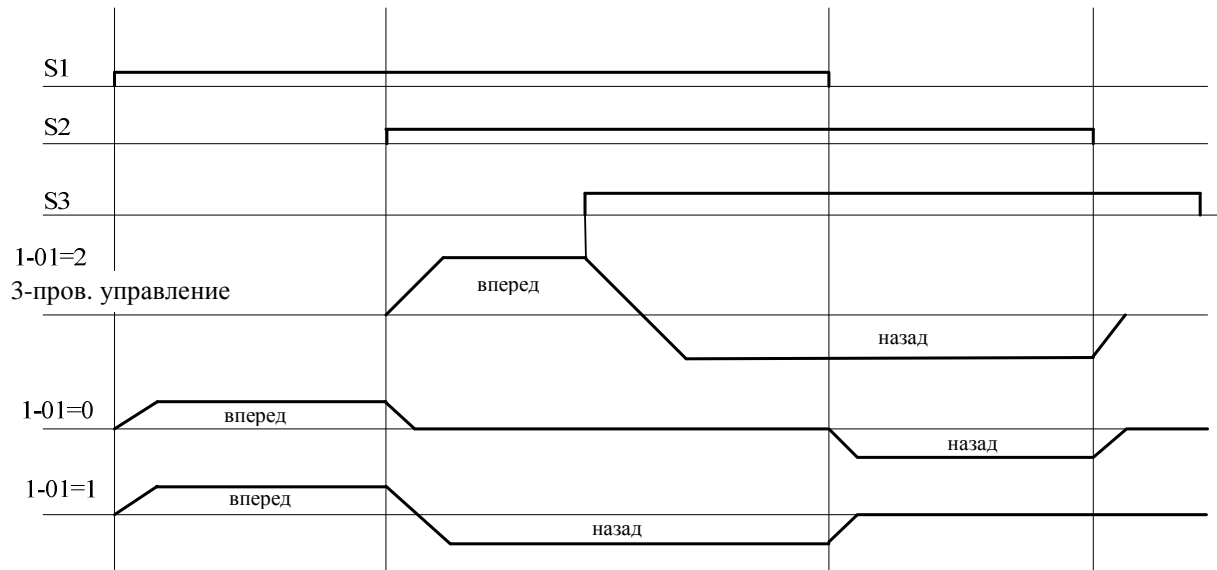 S1
S2
S3
1-01=2
3-пров. управление
вперед
назад
1-01=0
вперед
назад
1-01=1
вперед
назад